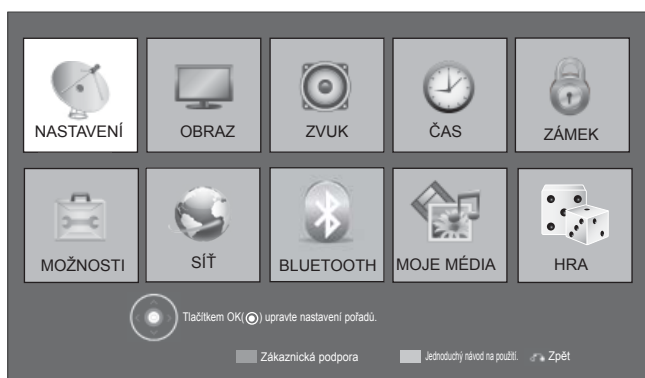 NASTAVENÍ OBRAZ ZVUK ČAS ZÁMEK
MOŽNOSTI SÍŤ BLUETOOTH MOJE MÉDIA HRA
Tlačítkem OK(◉) upravte nastavení pořadů.
Zákaznická podpora Jednoduchý návod na použití. Zpět